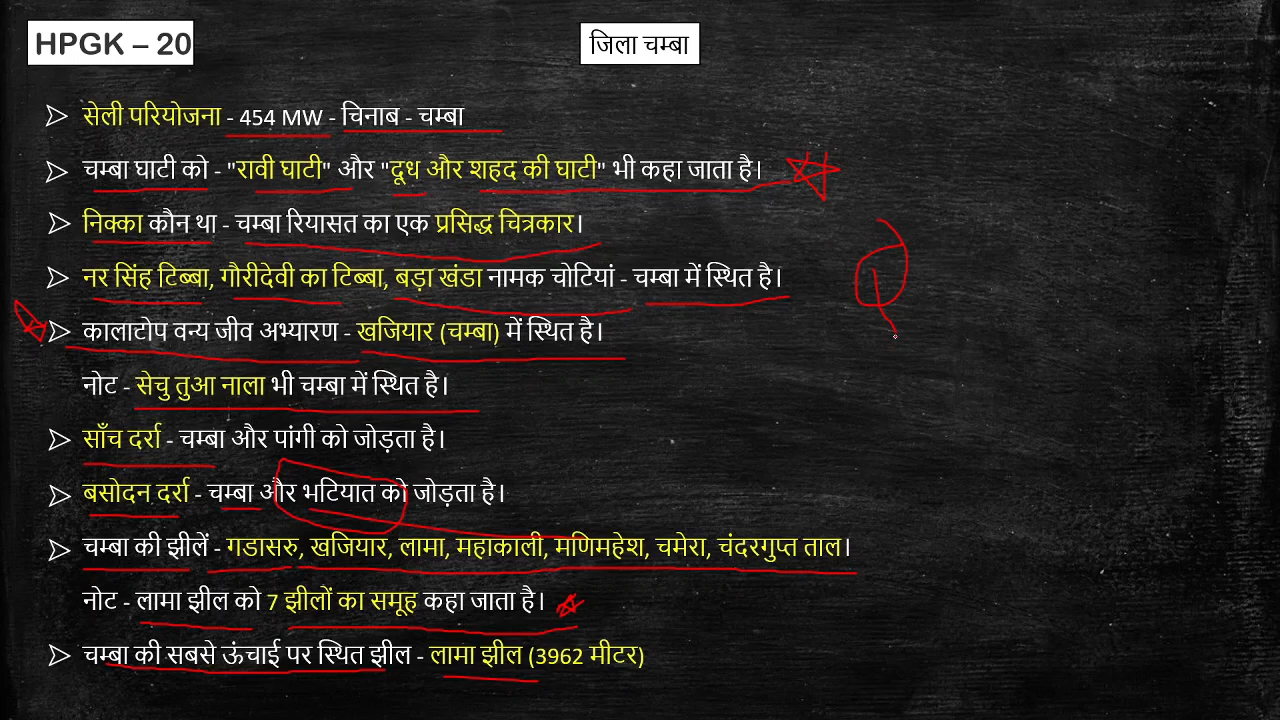 HPGK – 20
जिला चम्बा
सेली परियोजना - 454 MW - चिनाब - चम्बा
चम्बा घाटी को - "रावी घाटी" और "दूध और शहद की घाटी" भी कहा जाता है।
निक्का कौन था - चम्बा रियासत का एक प्रसिद्ध चित्रकार।
नर सिंह टिब्बा, गौरीदेवी का टिब्बा, बड़ा खंडा नामक चोटियां - चम्बा में स्थित है।
कालाटोप वन्य जीव अभ्यारण - खजियार (चम्बा) में स्थित है।
नोट - सेचु तुआ नाला भी चम्बा में स्थित है।
साँच दर्रा - चम्बा और पांगी को जोड़ता है।
बसोदन दर्रा - चम्बा और भटियात को जोड़ता है।
चम्बा की झीलें - गडासरु, खजियार, लामा, महाकाली, मणिमहेश, चमेरा, चंदरगुप्त ताल।
नोट - लामा झील को 7 झीलों का समूह कहा जाता है।
चम्बा की सबसे ऊंचाई पर स्थित झील - लामा झील (3962 मीटर)